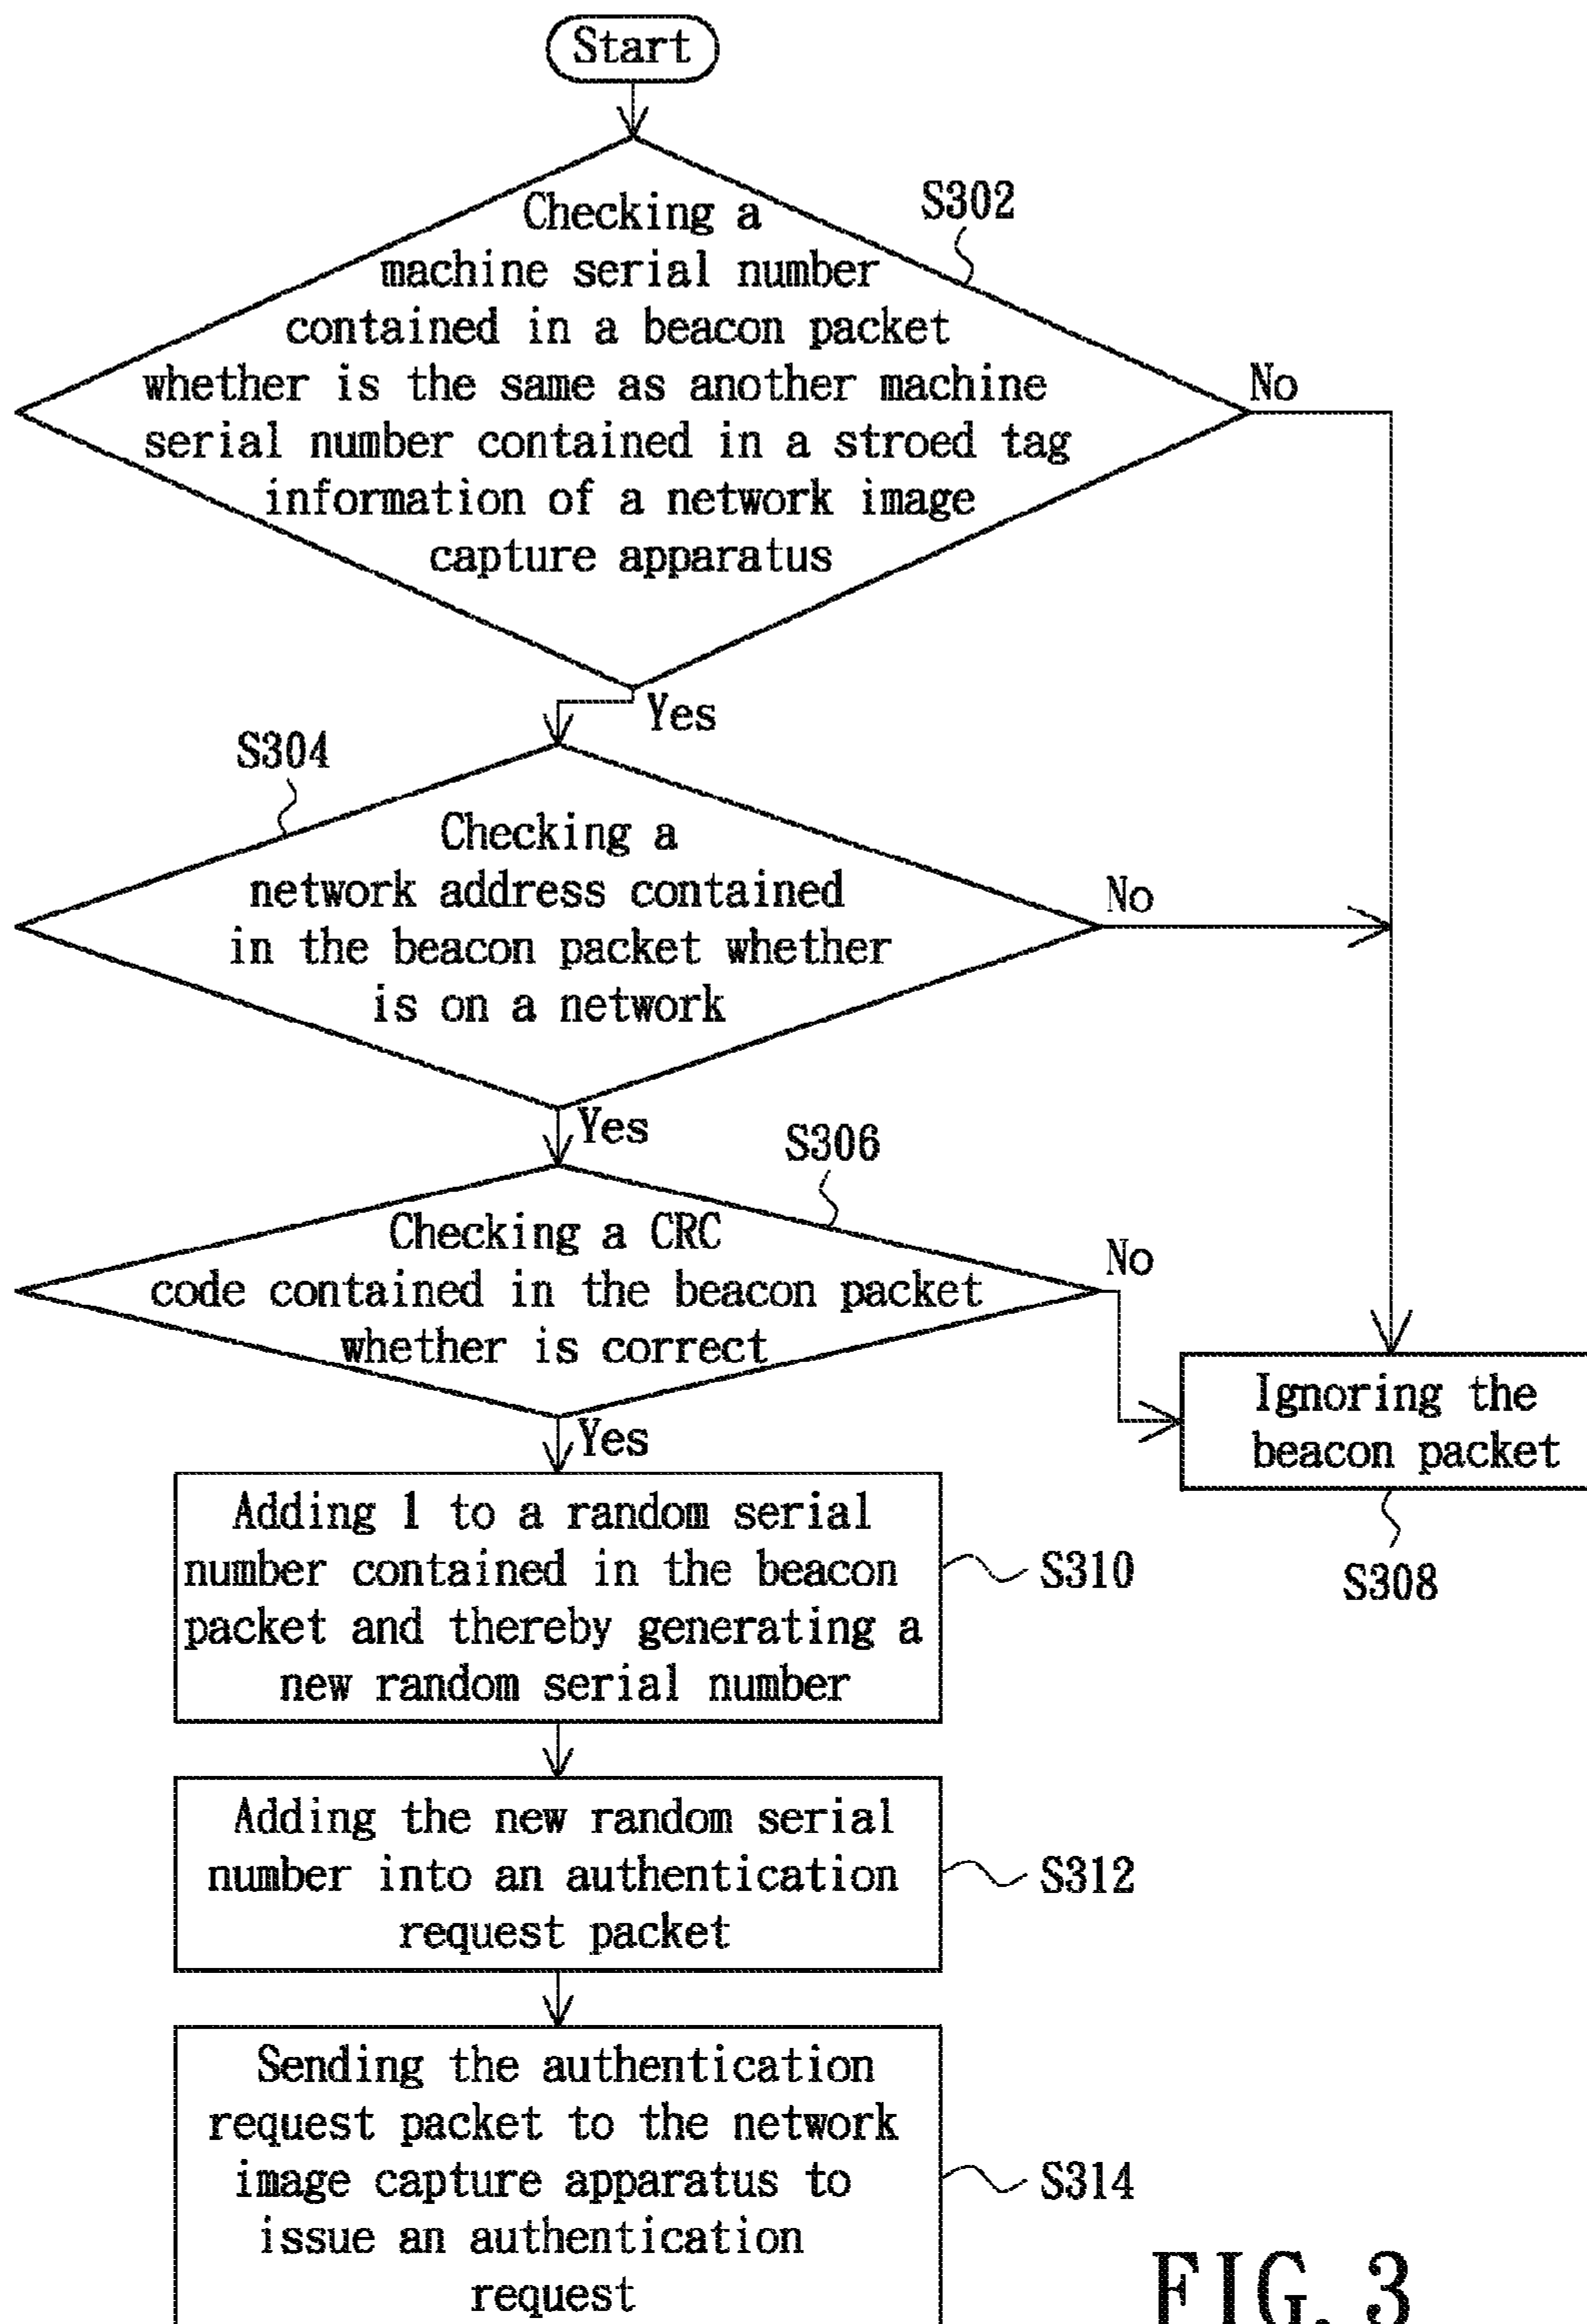 Start
S302
Checking a
machine serial number
contained in a beacon packet
whether is the same as another machine
serial number contained in a stroed tag
information of a network image
capture apparatus
No
Yes
S304
Checking a
network address contained
in the beacon packet whether
is on a network
No
Yes
S306
Checking a CRC
code contained in the beacon packet
whether is correct
No
Yes
Ignoring the
beacon packet
S308
Adding 1 to a random serial
number contained in the beacon
packet and thereby generating a
new random serial number
S310
Adding the new random serial
number into an authentication
request packet
S312
Sending the authentication
request packet to the network
image capture apparatus to
issue an authentication
request
S314
FIG. 3